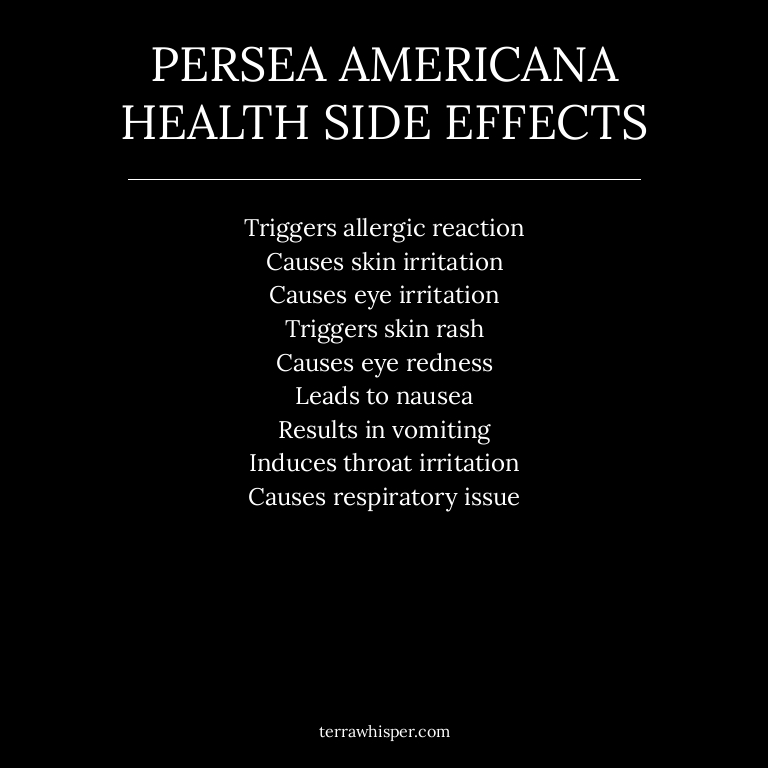 PERSEA AMERICANA
HEALTH SIDE EFFECTS
Triggers allergic reaction
Causes skin irritation
Causes eye irritation
Triggers skin rash
Causes eye redness
Leads to nausea
Results in vomiting
Induces throat irritation
Causes respiratory issue
terrawhisper.com